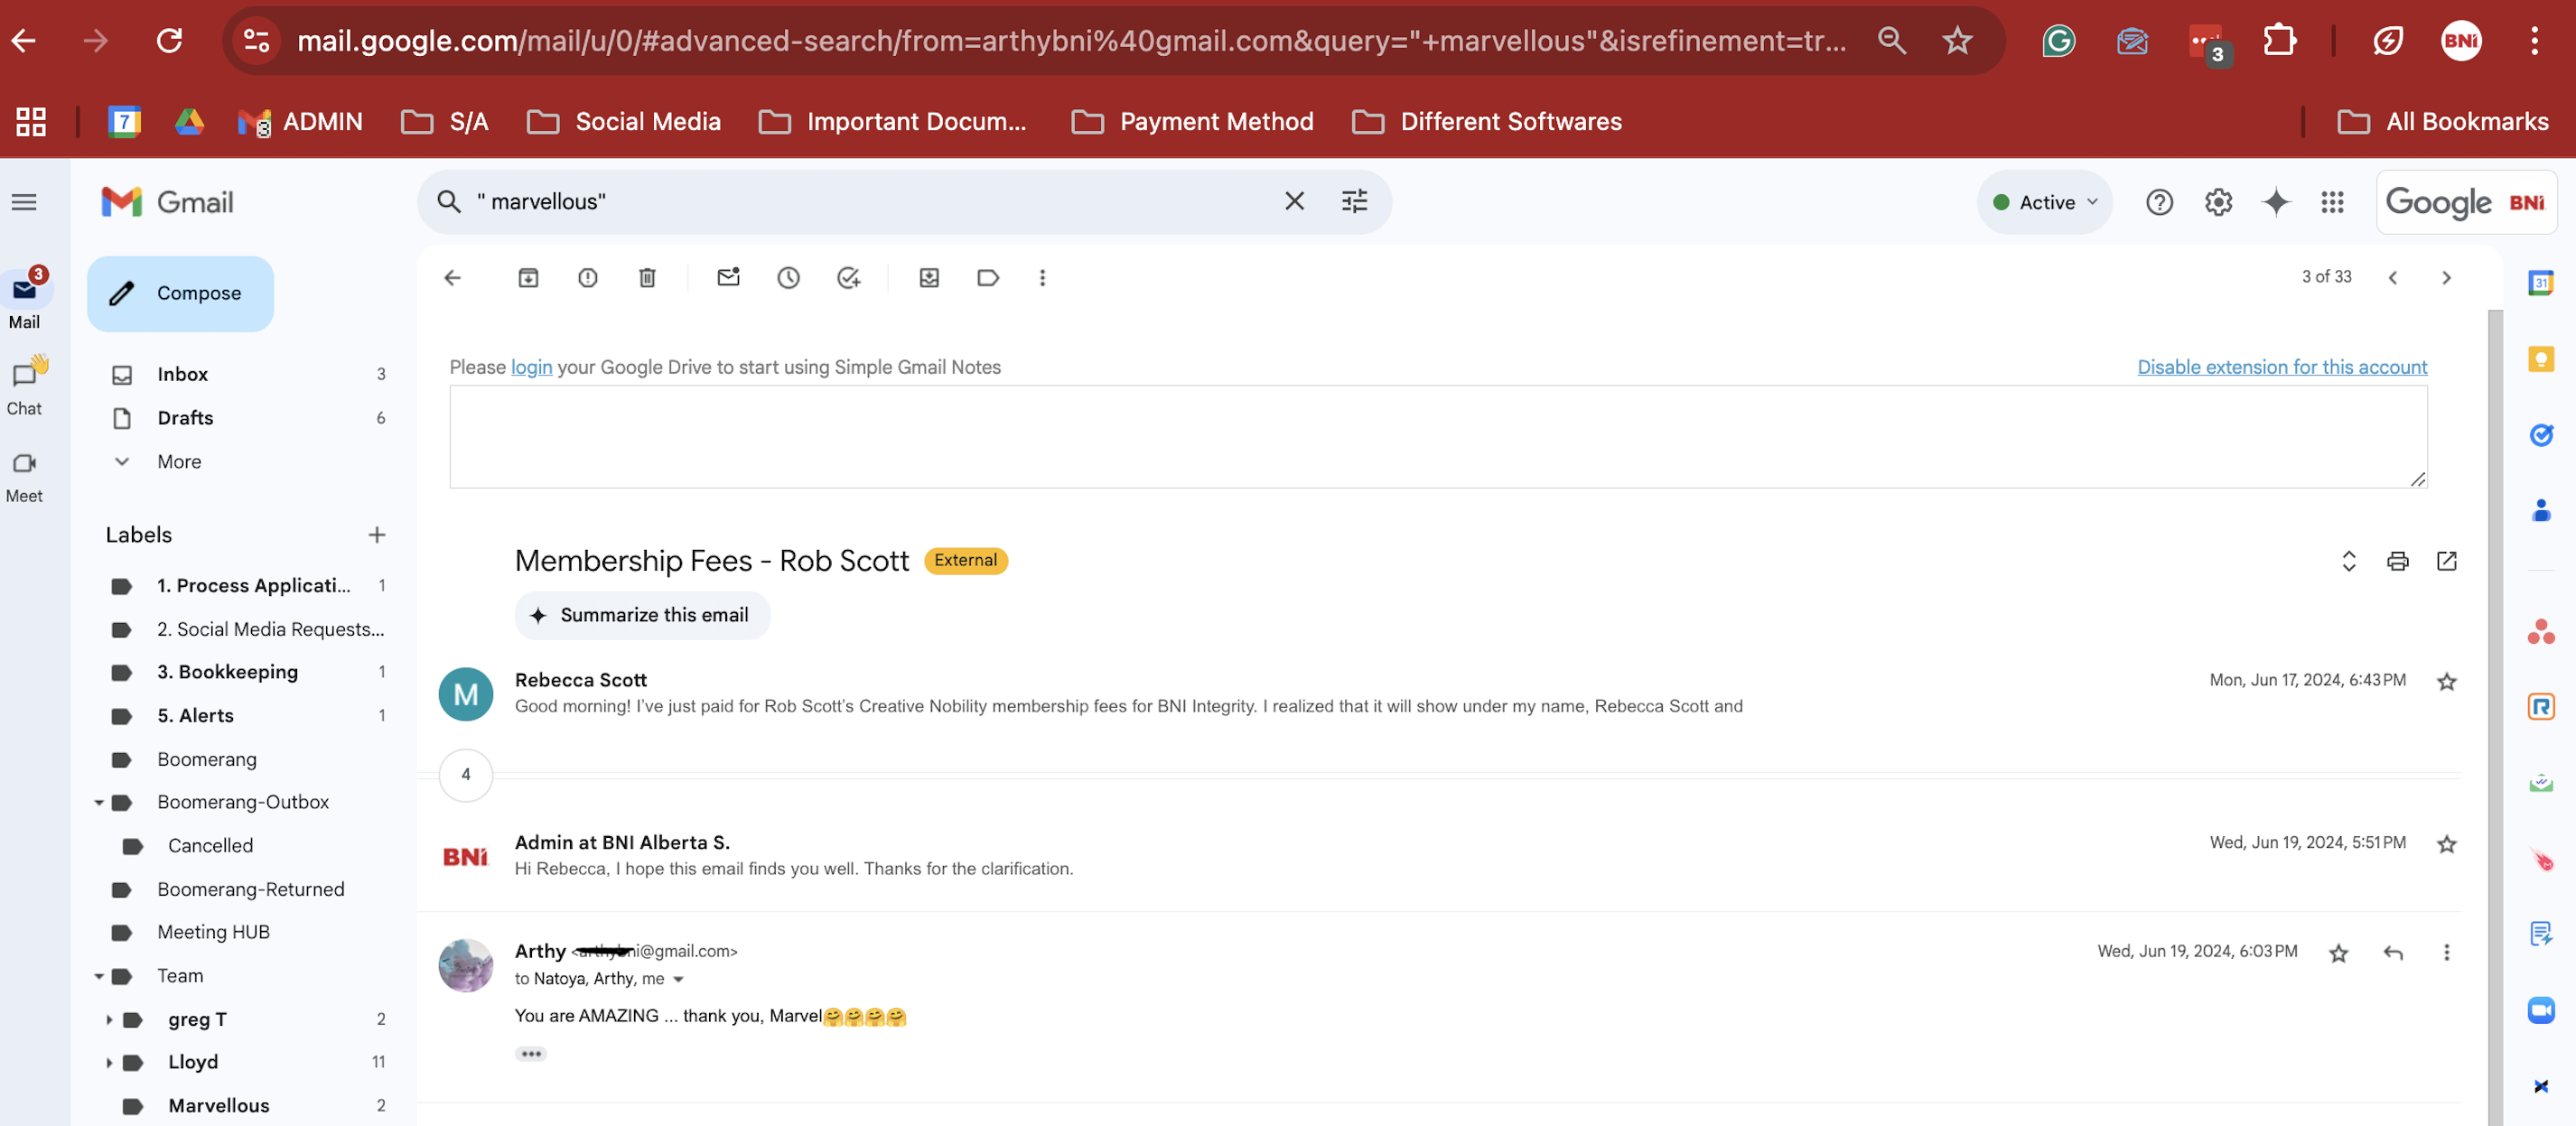 mail.google.com/mail/u/0/#advanced-search/from=arthybni%40gmail.com&query="+marvellous"&isrefinement=tr...
3
BNI
7
3
ADMIN
S/A
Social Media
Important Docum...
Payment Method
Different Softwares
All Bookmarks
Gmail
" marvellous"
Active
Google BNI
3
Mail
Chat
Meet
Compose
Inbox 3
Drafts 6
More
Labels
1. Process Applicati... 1
2. Social Media Requests...
3. Bookkeeping 1
5. Alerts 1
Boomerang
Boomerang-Outbox
Cancelled
Boomerang-Returned
Meeting HUB
Team
greg T 2
Lloyd 11
Marvellous 2
3 of 33
31
Please login your Google Drive to start using Simple Gmail Notes
Disable extension for this account
Membership Fees - Rob Scott External
Summarize this email
M
Rebecca Scott
Mon, Jun 17, 2024, 6:43 PM
Good morning! I've just paid for Rob Scott's Creative Nobility membership fees for BNI Integrity. I realized that it will show under my name, Rebecca Scott and
4
BNI
Admin at BNI Alberta S.
Wed, Jun 19, 2024, 5:51 PM
Hi Rebecca, I hope this email finds you well. Thanks for the clarification.
Arthy ni@gmail.com>
Wed, Jun 19, 2024, 6:03 PM
to Natoya, Arthy, me
You are AMAZING ... thank you, Marvel🤗🤗🤗🤗